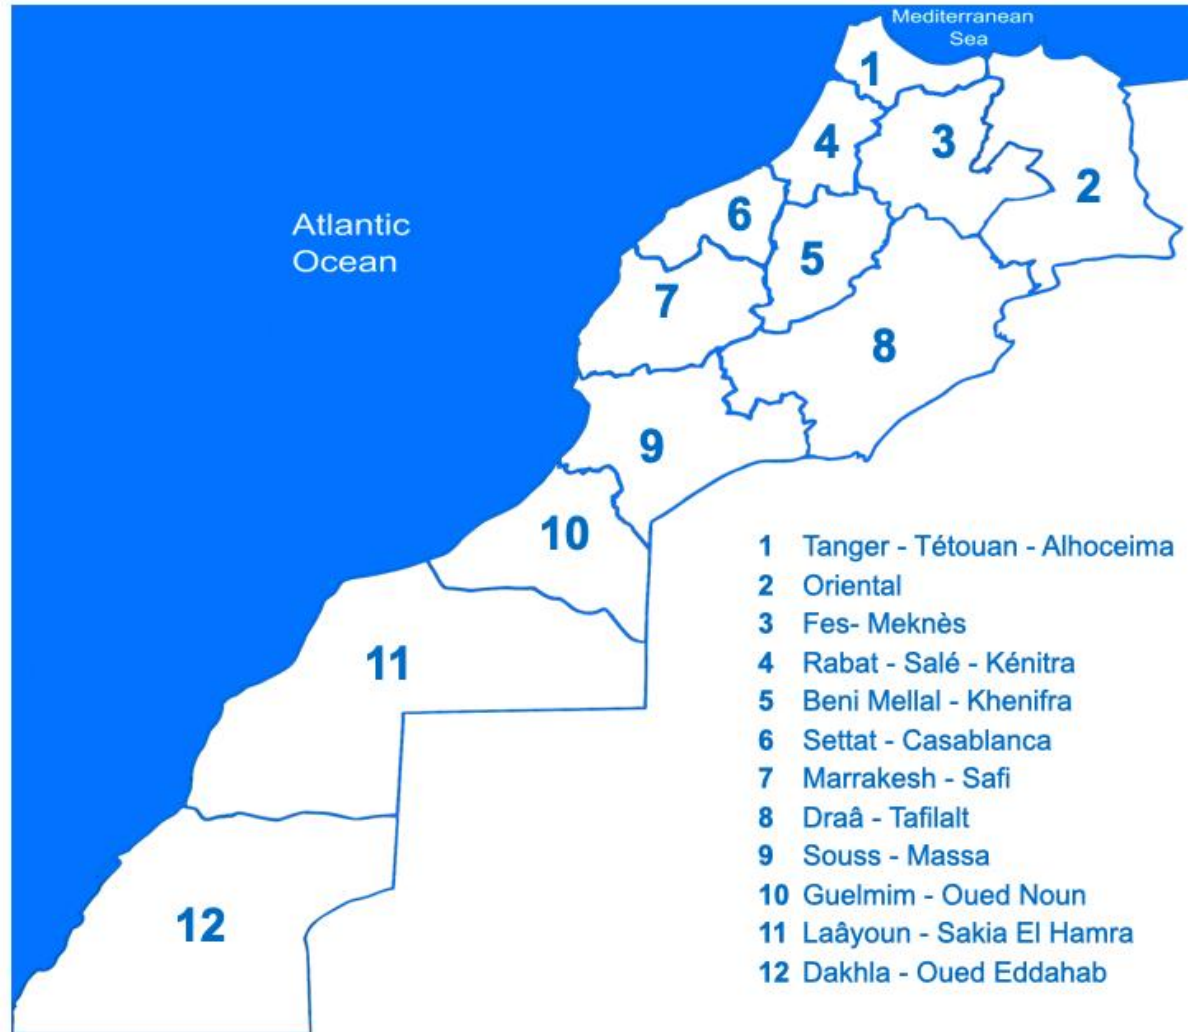 Mediterranean
Sea
1
4
3
2
6
5
Atlantic
Ocean
7
8
9
10
11
12
1 Tanger - Tétouan - Alhoceima
2 Oriental
3 Fes- Meknès
4 Rabat - Salé - Kénitra
5 Beni Mellal - Khenifra
6 Settat - Casablanca
7 Marrakesh - Safi
8 Draâ - Tafilalt
9 Souss - Massa
10 Guelmim - Oued Noun
11 Laâyoun - Sakia El Hamra
12 Dakhla - Oued Eddahab